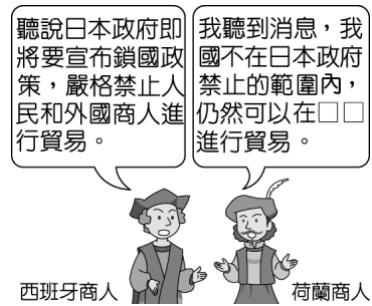 聽說日本政府即
將要宣布鎖國政
策，嚴格禁止人
民和外國商人進
行貿易。
我聽到消息，我
國不在日本政府
禁止的範圍內，
仍然可以在□□
進行貿易。
西班牙商人
荷蘭商人